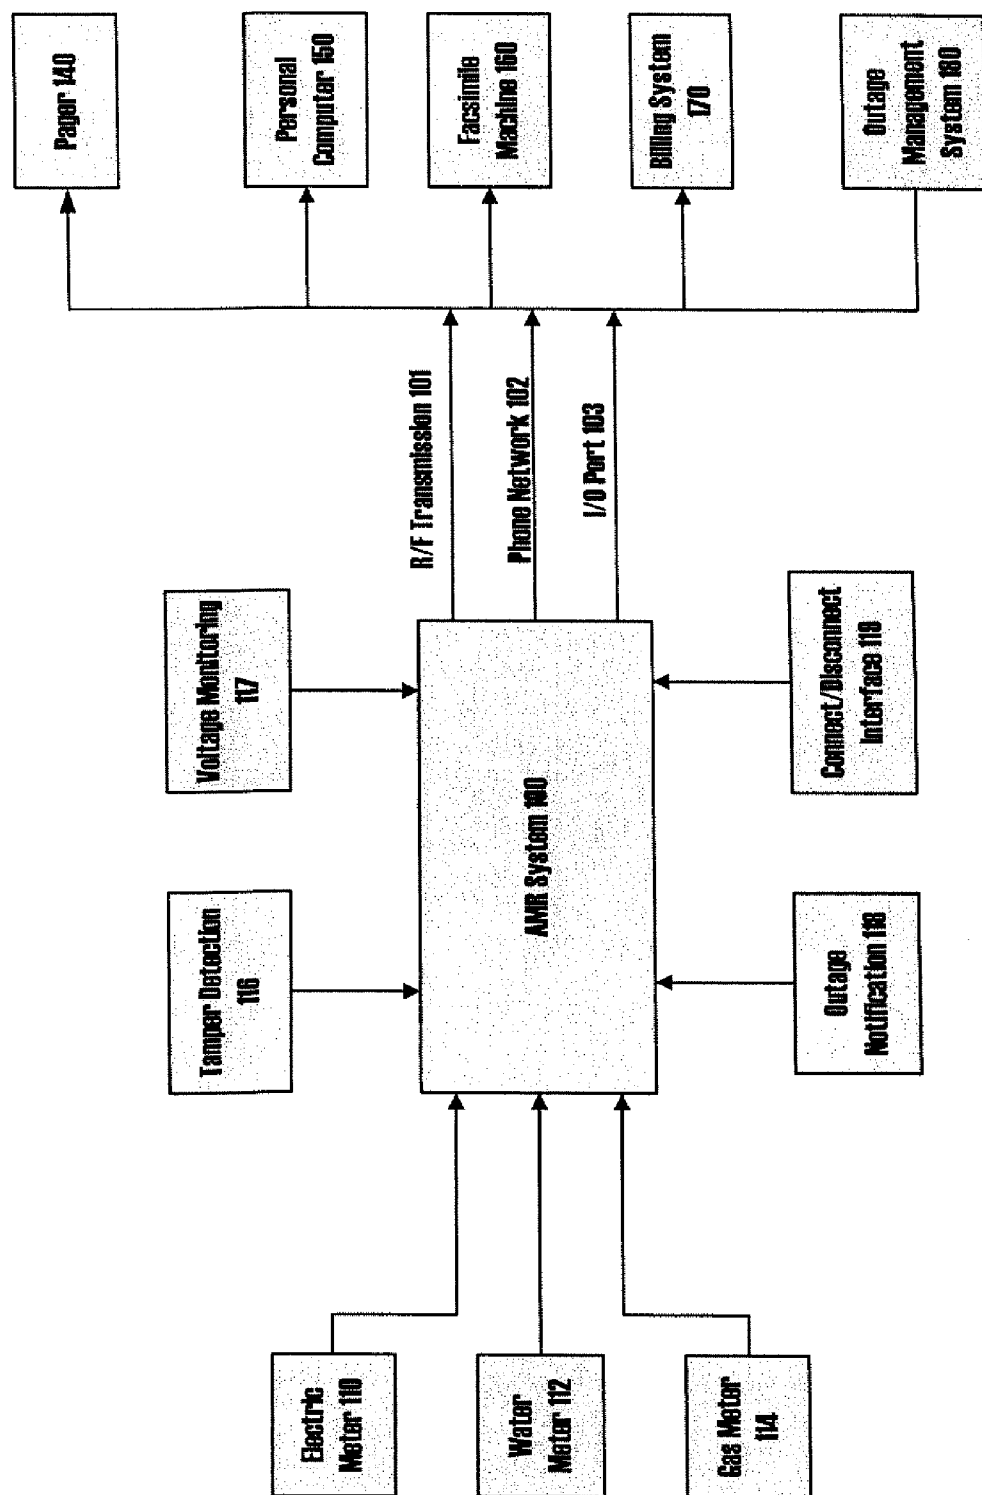 Pager 140
Personal
Computer 150
Facsimile
Machine 160
Billing System
170
Outage
Management
System 180
R/F Transmission 101
Phone Network 102
I/O Port 103
Voltage Monitoring
117
Connect/Disconnect
Interface 118
AMR System 100
Tamper Detection
116
Outage
Notification 118
Electric
Meter 110
Water
Meter 112
Gas Meter
114